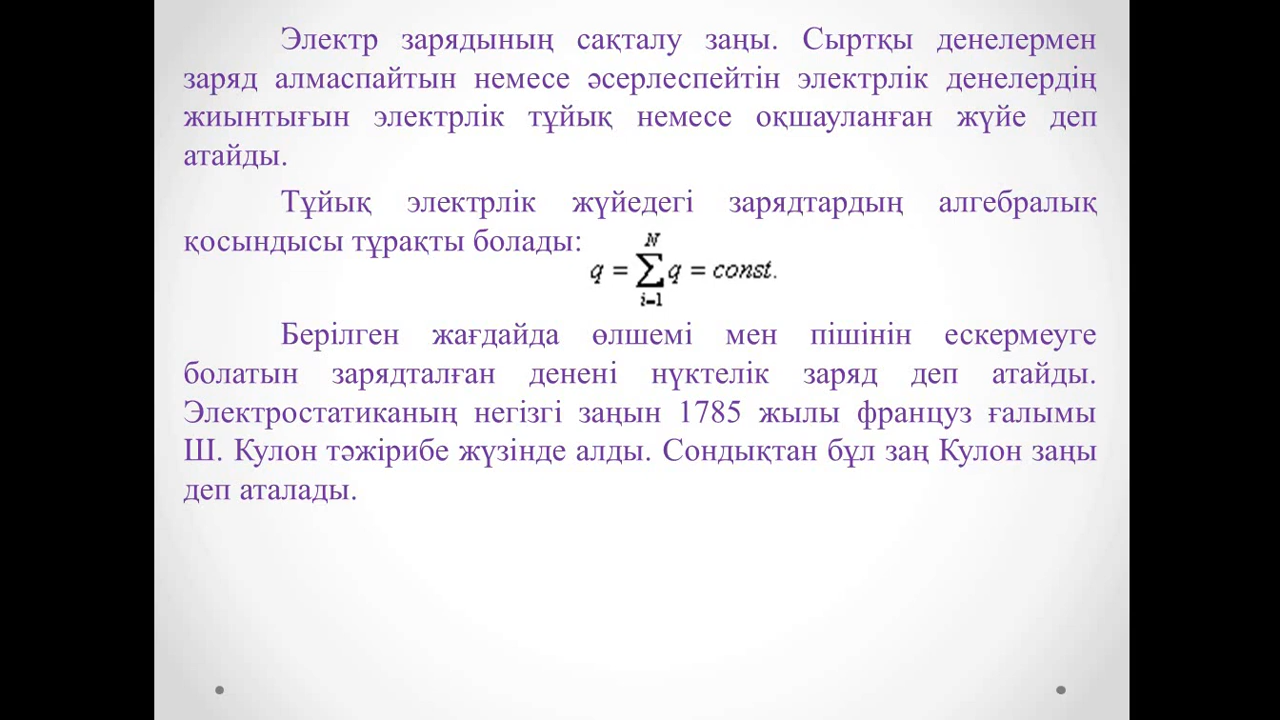 Электр зарядының сақталу заңы. Сыртқы денелермен
заряд алмаспайтын немесе әсерлеспейтін электрлік денелердің
жиынтығын электрлік тұйық немесе оқшауланған жүйе деп
атайды.
Тұйық электрлік жүйедегі зарядтардың алгебралық
қосындысы тұрақты болады:
N
q = ∑ q = const.
i=1
Берілген жағдайда өлшемі мен пішінін ескермеуге
болатын зарядталған денені нүктелік заряд деп атайды.
Электростатиканың негізгі заңын 1785 жылы француз ғалымы
Ш. Кулон тәжірибе жүзінде алды. Сондықтан бұл заң Кулон заңы
деп аталады.